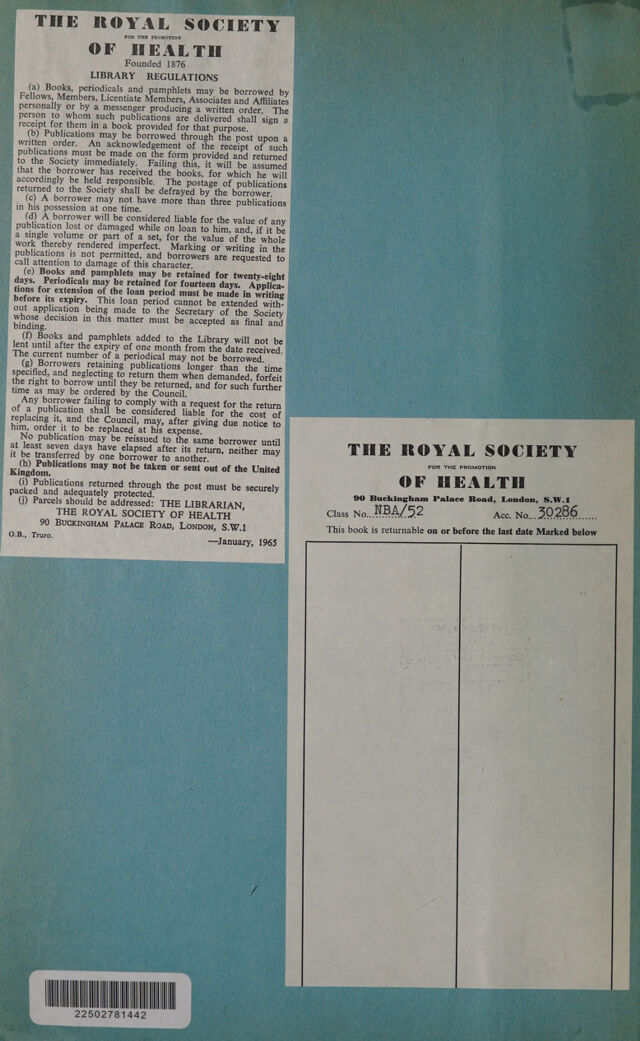 THE ROYAL SOCIETY
FOR THE PROMOTION
OF HEALTH
Founded 1876
LIBRARY REGULATIONS
(a) Books, periodicals and pamphlets may be borrowed by
Fellows, Members, Licentiate Members, Associates and Affiliates
personally or by a messenger producing a written order. The
person to whom such publications are delivered shall sign a
receipt for them in a book provided for that purpose.
(b) Publications may be borrowed through the post upon a
written order. An acknowledgement of the receipt of such
publications must be made on the form provided and returned
to the Society immediately. Failing this, it will be assumed
that the borrower has received the books, for which he will
accordingly be held responsible. The postage of publications
returned to the Society shall be defrayed by the borrower.
(c) A borrower may not have more than three publications
in his possession at one time.
(d) A borrower will be considered liable for the value of any
publication lost or damaged while on loan to him, and, if it be
a single volume or part of a set, for the value of the whole
work thereby rendered imperfect. Marking or writing in the
publications is not permitted, and borrowers are requested to
call attention to damage of this character.
(e) Books and pamphlets may be retained for twenty-eight
days. Periodicals may be retained for fourteen days. Applica-
tions for extension of the loan period must be made in writing
before its expiry. This loan period cannot be extended with-
out application being made to the Secretary of the Society
whose decision in this matter must be accepted as final and
binding.
(f) Books and pamphlets added to the Library will not be
lent until after the expiry of one month from the date received.
The current number of a periodical may not be borrowed.
(g) Borrowers retaining publications longer than the time
specified, and neglecting to return them when demanded, forfeit
the right to borrow until they be returned, and for such further
time as may be ordered by the Council.
Any borrower failing to comply with a request for the return
of a publication shall be considered liable for the cost of
replacing it, and the Council, may, after giving due notice to
him, order it to be replaced at his expense.
No publication may be reissued to the same borrower until
at least seven days have elapsed after its return, neither may
it be transferred by one borrower to another.
(h) Publications may not be taken or sent out of the United
Kingdom.
(i) Publications returned through the post must be securely
packed and adequately protected.
(j) Parcels should be addressed: THE LIBRARIAN,
THE ROYAL SOCIETY OF HEALTH
90 BUCKINGHAM PALACE ROAD, LONDON, S.W.1
O.B., Truro.
—January, 1965
THE ROYAL SOCIETY
FOR THE PROMOTION
OF HEALTH
90 Buckingham Palace Road, London, S.W.1
Class No. NBA/52 Acc. No. 30286
This book is returnable on or before the last date Marked below
22502781442